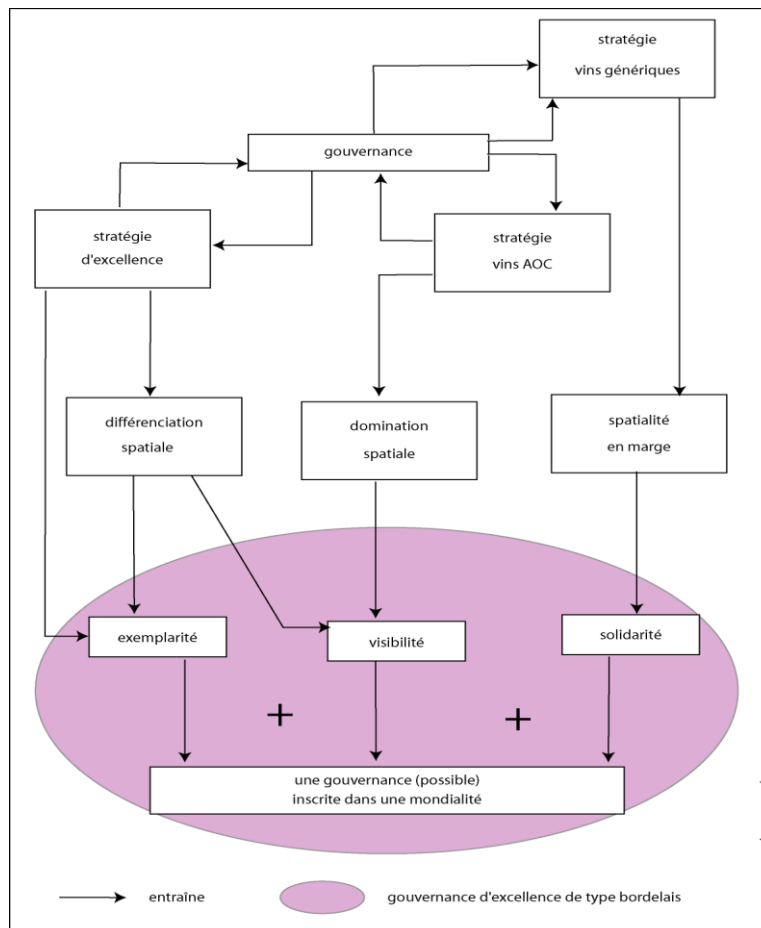 stratégie
vins génériques
gouvernance
stratégie
d'excellence
stratégie
vins AOC
différenciation
spatiale
domination
spatiale
spatialité
en marge
exemplarité
visibilité
solidarité
+
+
une gouvernance (possible)
inscrite dans une mondialité
entraîne
gouvernance d'excellence de type bordelais